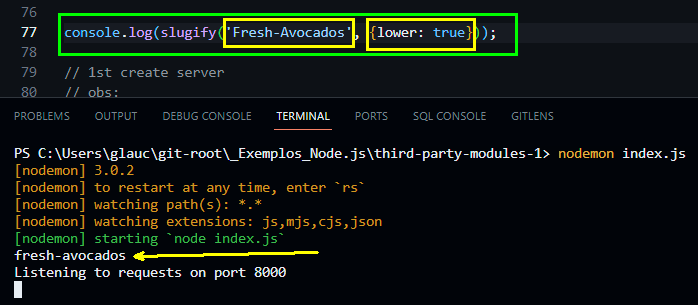 76
77 console.log(slugify('Fresh-Avocados', {lower: true}));
78
79 // 1st create server
80 // obs:
PROBLEMS OUTPUT DEBUG CONSOLE TERMINAL PORTS SQL CONSOLE GITLENS
PS C:\Users\glauc\git-root\_Exemplos_Node.js\third-party-modules-1> nodemon index.js
[nodemon] 3.0.2
[nodemon] to restart at any time, enter `rs`
[nodemon] watching path(s): *.*
[nodemon] watching extensions: js,mjs,cjs,json
[nodemon] starting `node index.js`
fresh-avocados
Listening to requests on port 8000